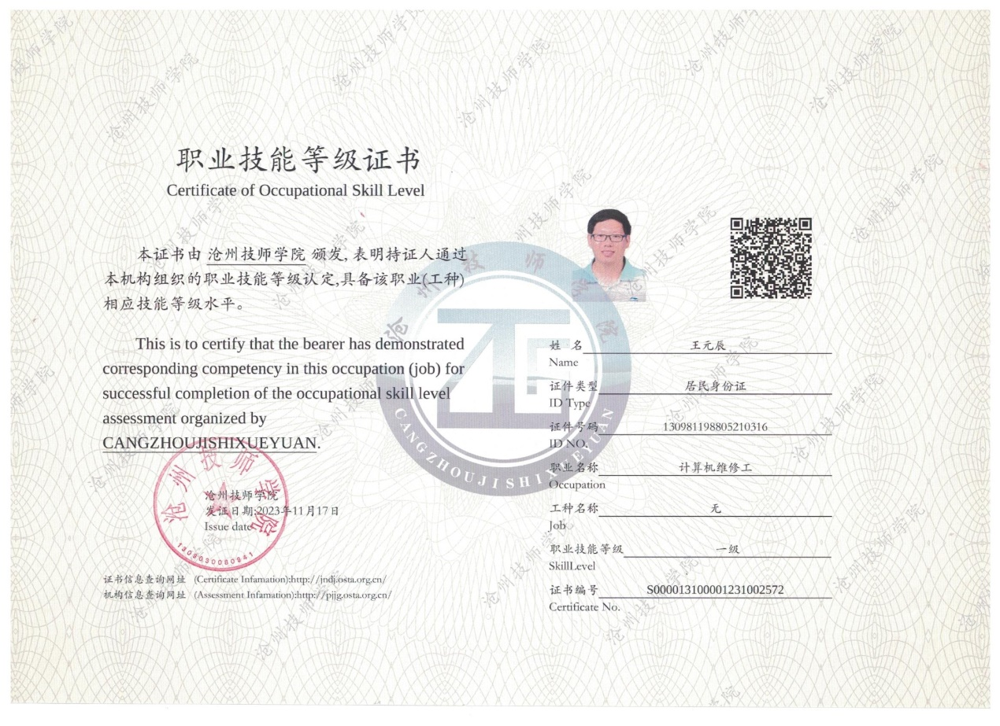 职业技能等级证书
Certificate of Occupational Skill Level
本证书由 沧州技师学院 颁发, 表明持证人通过
本机构组织的职业技能等级认定,具备该职业(工种)
相应技能等级水平。
This is to certify that the bearer has demonstrated
corresponding competency in this occupation (job) for
successful completion of the occupational skill level
assessment organized by
CANGZHOUJISHIXUEYUAN.
沧州技师学院
沧州技师学院
发证日期:2023年11月17日
Issue date
1309030080941
证书信息查询网址 (Certificate Infamation):http://jndj.osta.org.cn/
机构信息查询网址 (Assessment Infamation):http://pjjg.osta.org.cn/
沧州技师学院
CANGZHOUJISHIXUEYUAN
姓 名 王元辰
Name
证件类型 居民身份证
ID Type
证件号码 130981198805210316
ID NO.
职业名称 计算机维修工
Occupation
工种名称 无
Job
职业技能等级 一级
SkillLevel
证书编号 S000013100001231002572
Certificate No.